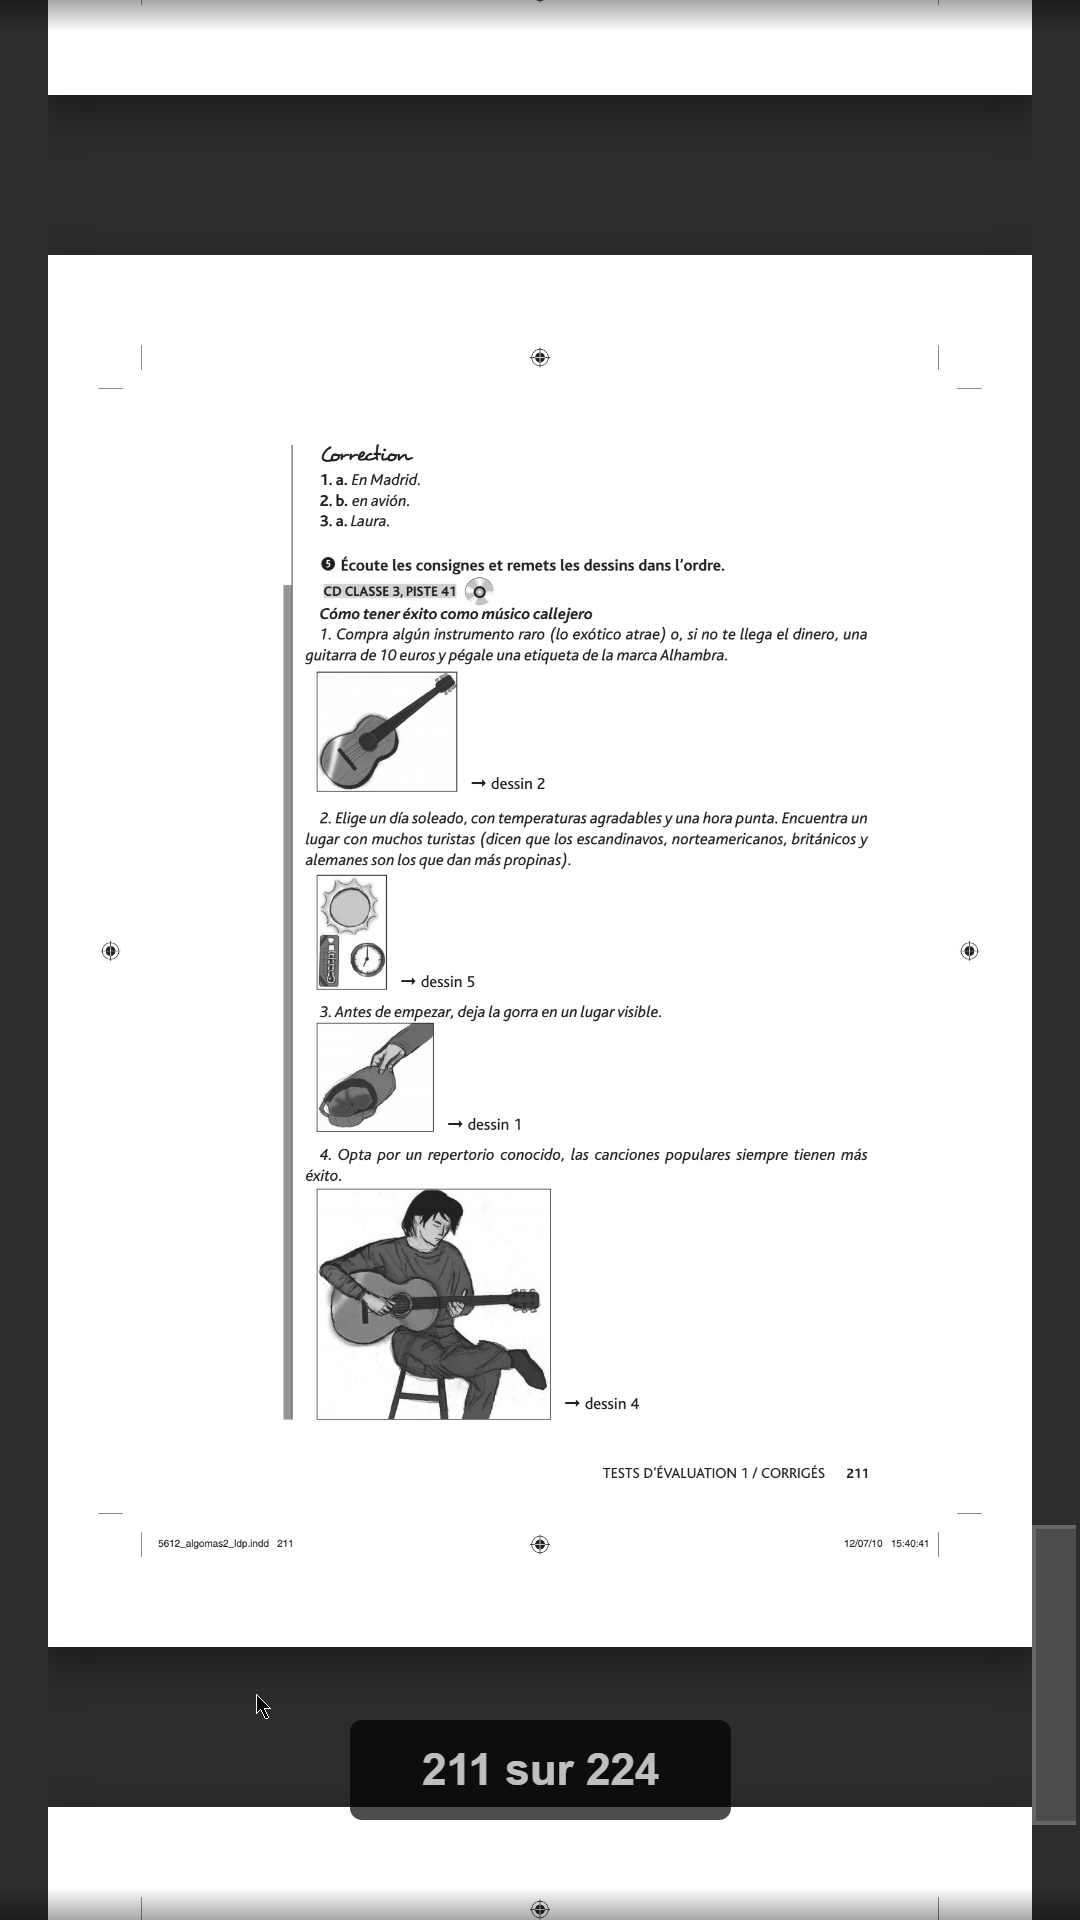 Correction
1. a. En Madrid.
2. b. en avión.
3. a. Laura.
5 Écoute les consignes et remets les dessins dans l'ordre.
CD CLASSE 3, PISTE 41
Cómo tener éxito como músico callejero
1. Compra algún instrumento raro (lo exótico atrae) o, si no te llega el dinero, una
guitarra de 10 euros y pégale una etiqueta de la marca Alhambra.
→ dessin 2
2. Elige un día soleado, con temperaturas agradables y una hora punta. Encuentra un
lugar con muchos turistas (dicen que los escandinavos, norteamericanos, británicos y
alemanes son los que dan más propinas).
→ dessin 5
3. Antes de empezar, deja la gorra en un lugar visible.
→ dessin 1
4. Opta por un repertorio conocido, las canciones populares siempre tienen más
éxito.
→ dessin 4
TESTS D'ÉVALUATION 1 / CORRIGÉS 211
5612_algomas2_ldp.indd 211 12/07/10 15:40:41
211 sur 224